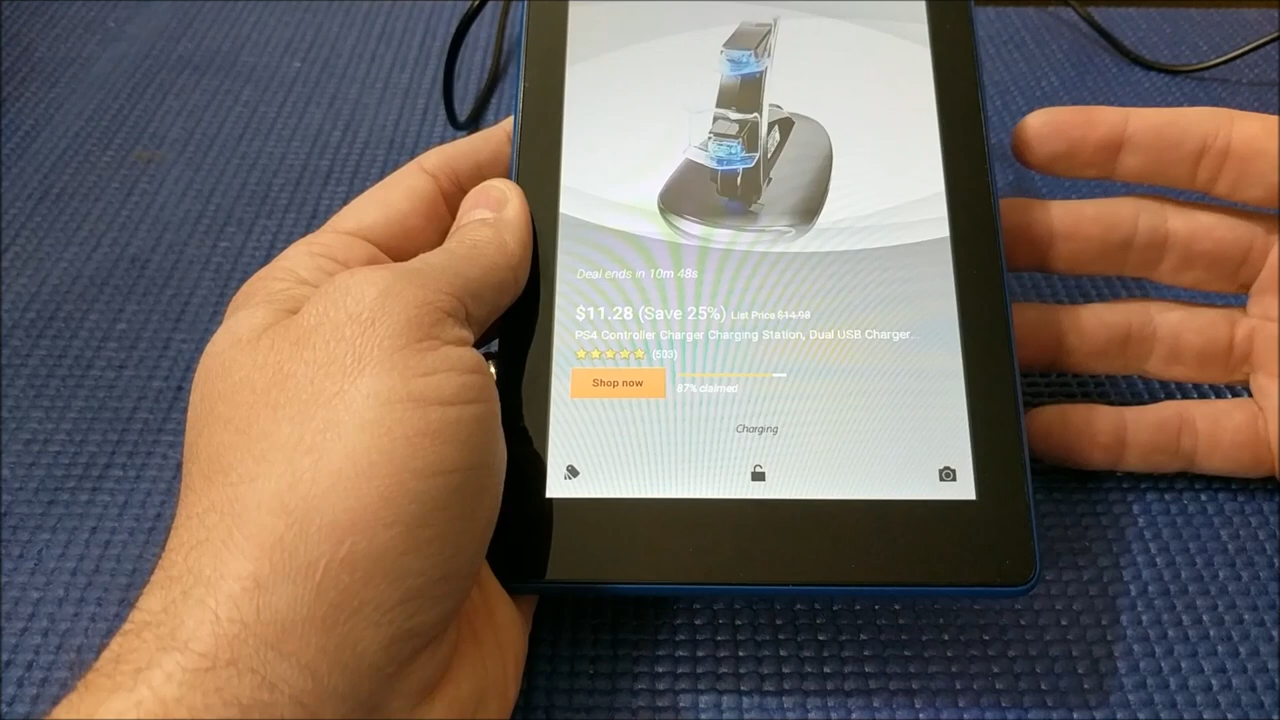 Deal ends in 10m 48s
$11.28 (Save 25%) List Price $14.98
PS4 Controller Charger Charging Station, Dual USB Charger...
(503)
Shop now
87% claimed
Charging